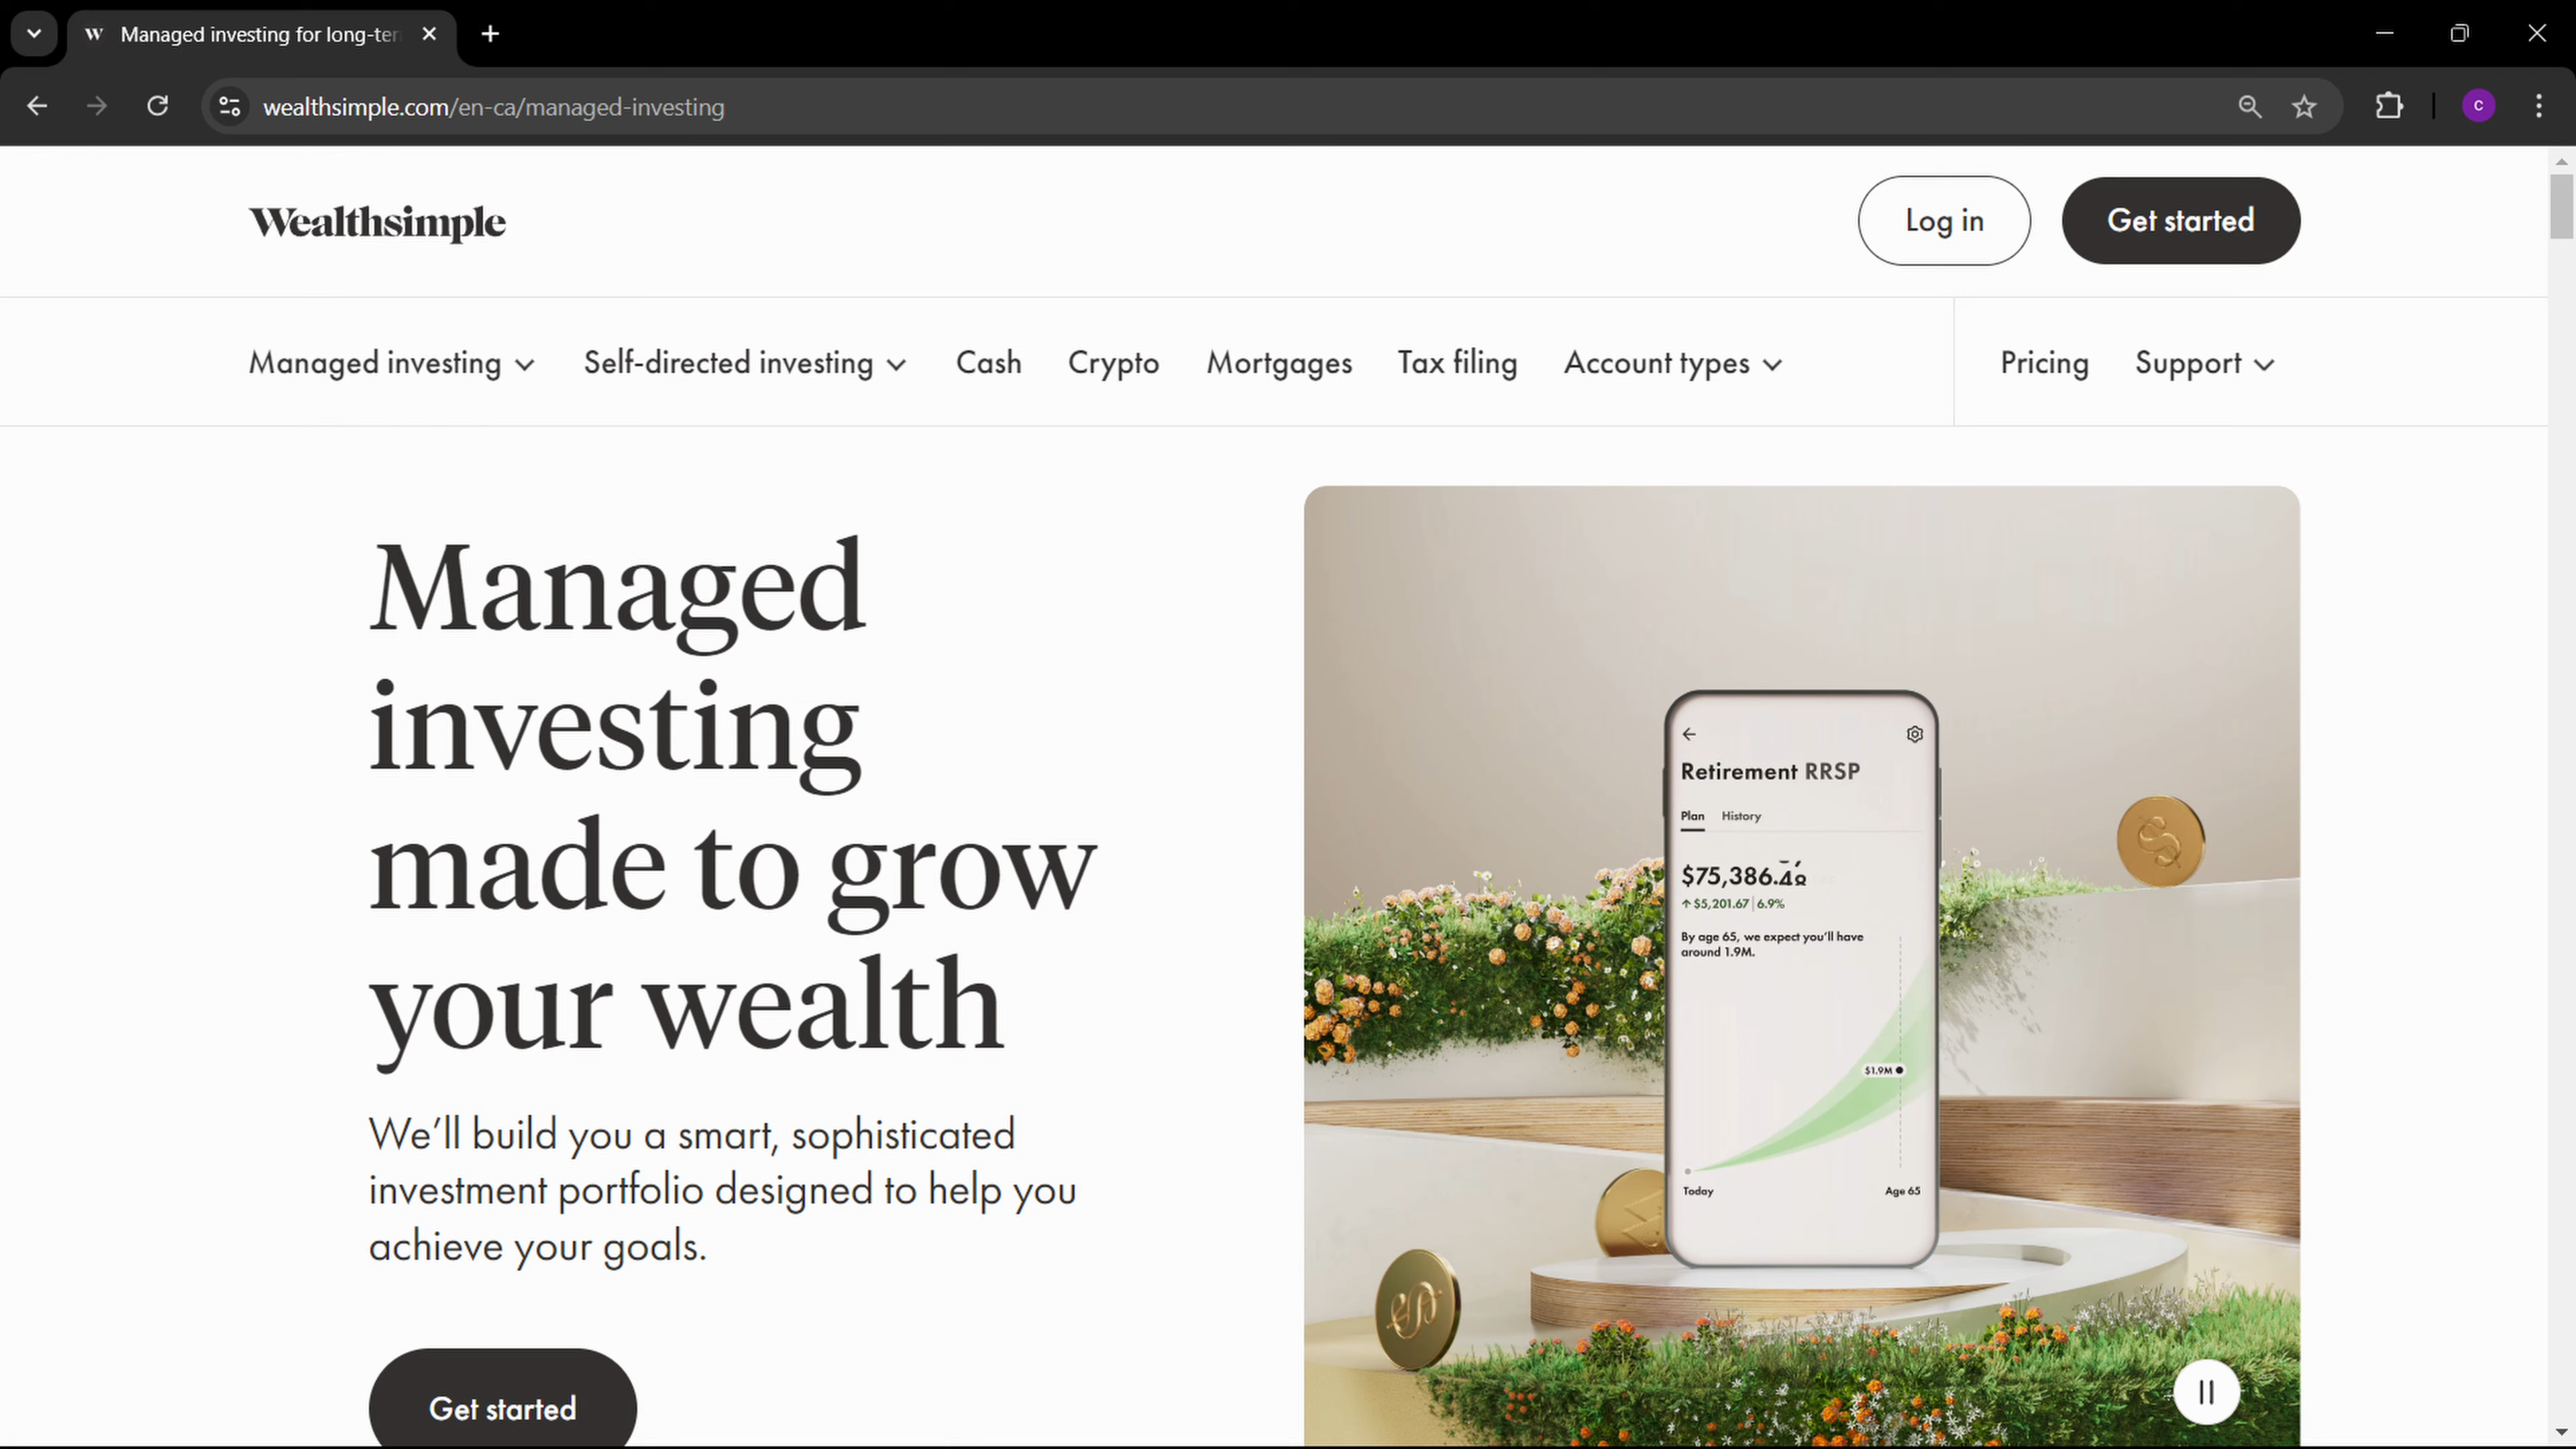 Managed investing for long-ter
wealthsimple.com/en-ca/managed-investing
C
Wealthsimple
Log in
Get started
Managed investing
Self-directed investing
Cash
Crypto
Mortgages
Tax filing
Account types
Pricing
Support
Managed
investing
made to grow
your wealth
We’ll build you a smart, sophisticated
investment portfolio designed to help you
achieve your goals.
Get started
Retirement RRSP
Plan History
$75,386.
↑ $5,201.67 | 6.9%
By age 65, we expect you’ll have
around 1.9M.
$1.9M
Today Age 65